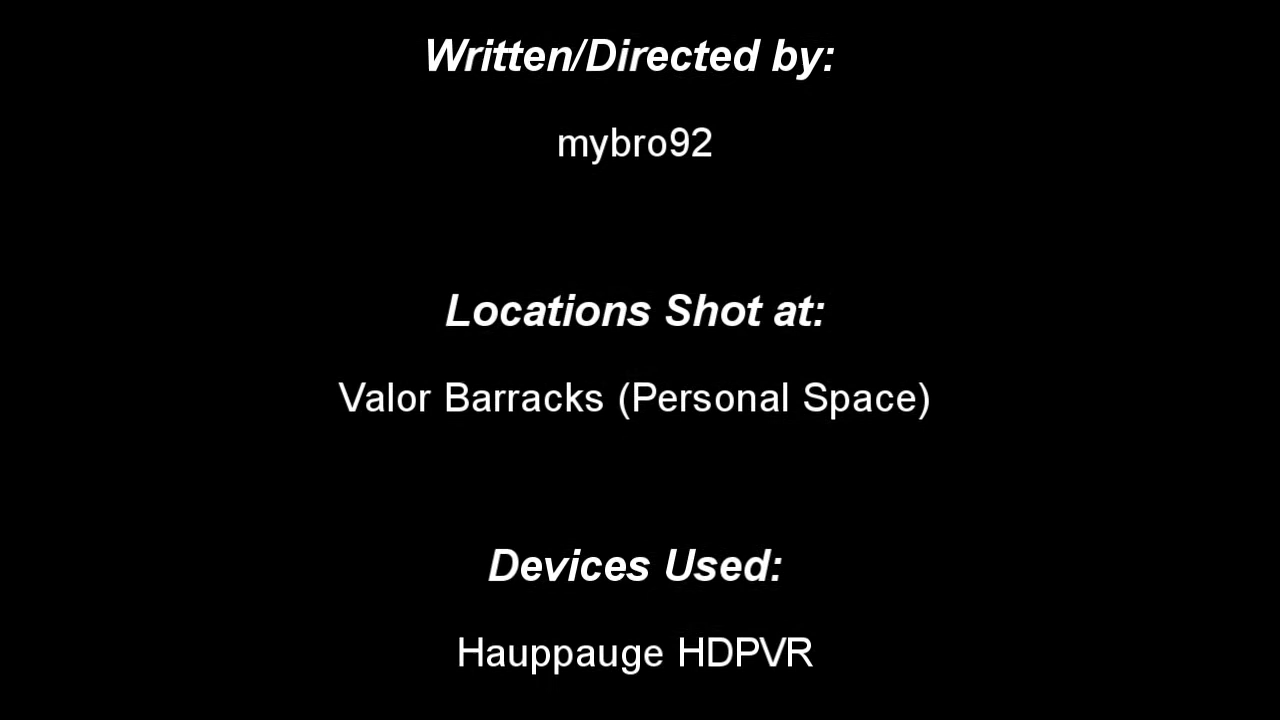 Written/Directed by:
mybro92
Locations Shot at:
Valor Barracks (Personal Space)
Devices Used:
Hauppauge HDPVR